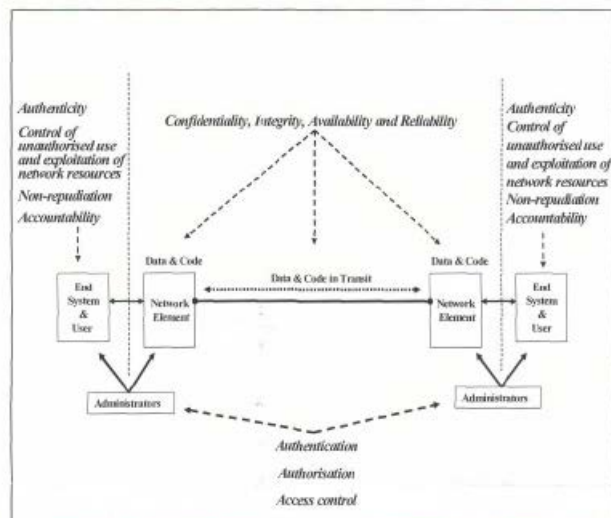 Authenticity
Control of
unauthorised use
and exploitation of
network resources
Non-repudiation
Accountability
Confidentiality, Integrity, Availability and Reliability
Authenticity
Control of
unauthorised use
and exploitation of
network resources
Non-repudiation
Accountability
Data & Code
Data & Code in Transit
Data & Code
End
System
&
User
Network
Element
Network
Element
End
System
&
User
Administrators
Administrators
Authentication
Authorisation
Access control